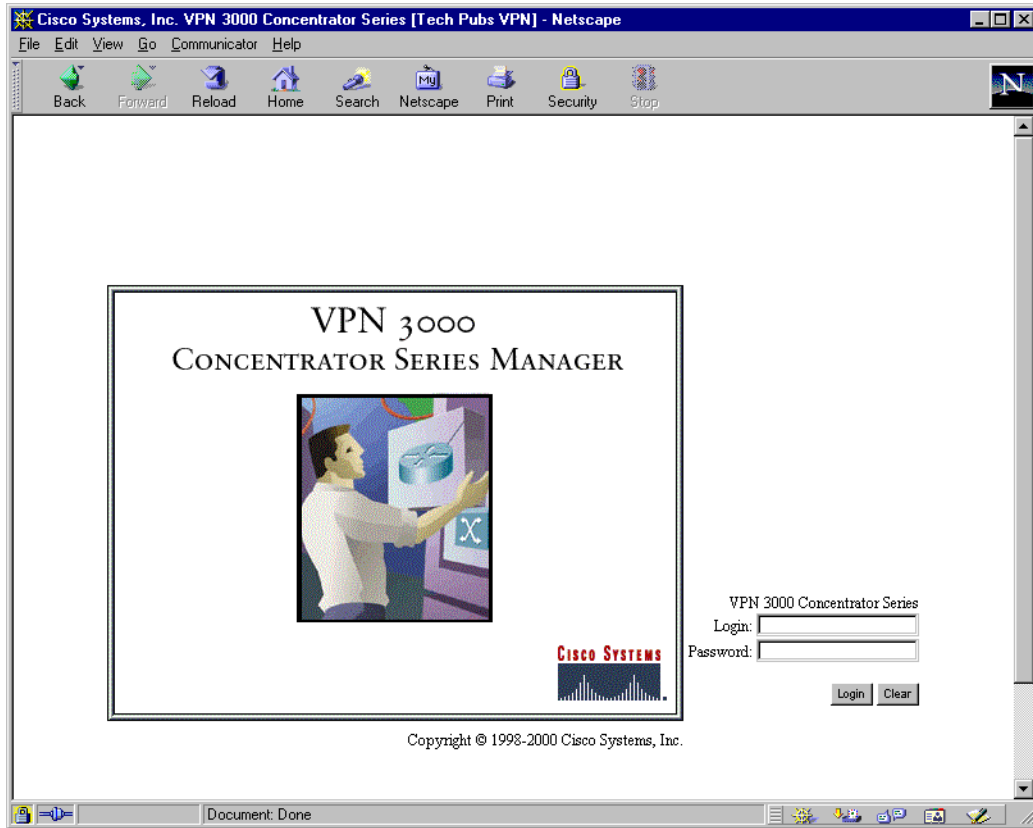 Cisco Systems, Inc. VPN 3000 Concentrator Series [Tech Pubs VPN] - Netscape
File Edit View Go Communicator Help
My
N
Back Forward Reload Home Search Netscape Print Security Stop
VPN 3000
CONCENTRATOR SERIES MANAGER
CISCO SYSTEMS
VPN 3000 Concentrator Series
Login:
Password:
Login Clear
Copyright © 1998-2000 Cisco Systems, Inc.
Document: Done